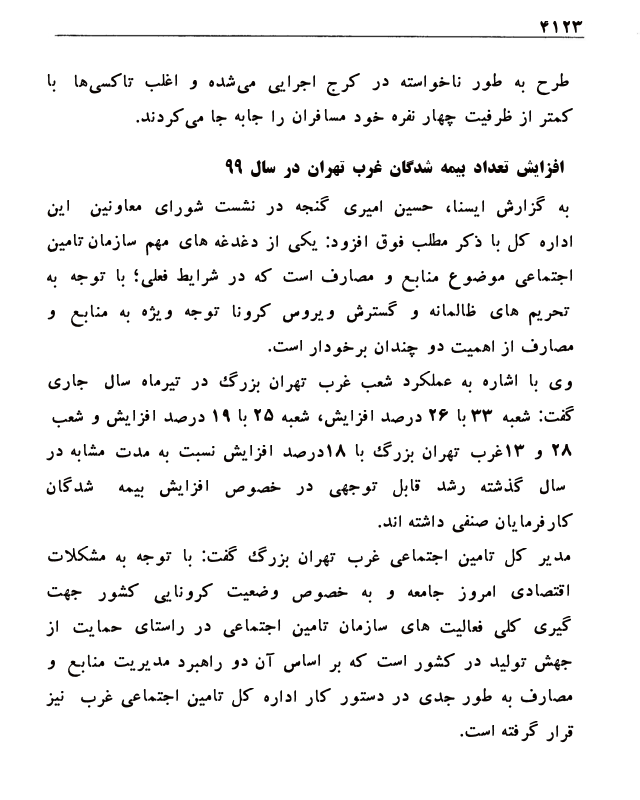 ۴۱۲۳
طرح به طور ناخواسته در کرج اجرایی می‌شده و اغلب تاکسی‌ها با
کمتر از ظرفیت چهار نفره خود مسافران را جابه جا می‌کردند.
افزایش تعداد بیمه شدگان غرب تهران در سال ۹۹
به گزارش ایسنا، حسین امیری گنجه در نشست شورای معاونین این
اداره کل با ذکر مطلب فوق افزود: یکی از دغدغه های مهم سازمان تامین
اجتماعی موضوع منابع و مصارف است که در شرایط فعلی؛ با توجه به
تحریم های ظالمانه و گسترش ویروس کرونا توجه ویژه به منابع و
مصارف از اهمیت دو چندان برخودار است.
وی با اشاره به عملکرد شعب غرب تهران بزرگ در تیرماه سال جاری
گفت: شعبه ۳۳ با ۲۶ درصد افزایش، شعبه ۲۵ با ۱۹ درصد افزایش و شعب
۲۸ و ۱۳غرب تهران بزرگ با ۱۸درصد افزایش نسبت به مدت مشابه در
سال گذشته رشد قابل توجهی در خصوص افزایش بیمه شدگان
کارفرمایان صنفی داشته اند.
مدیر کل تامین اجتماعی غرب تهران بزرگ گفت: با توجه به مشکلات
اقتصادی امروز جامعه و به خصوص وضعیت کرونایی کشور جهت
گیری کلی فعالیت های سازمان تامین اجتماعی در راستای حمایت از
جهش تولید در کشور است که بر اساس آن دو راهبرد مدیریت منابع و
مصارف به طور جدی در دستور کار اداره کل تامین اجتماعی غرب نیز
قرار گرفته است.